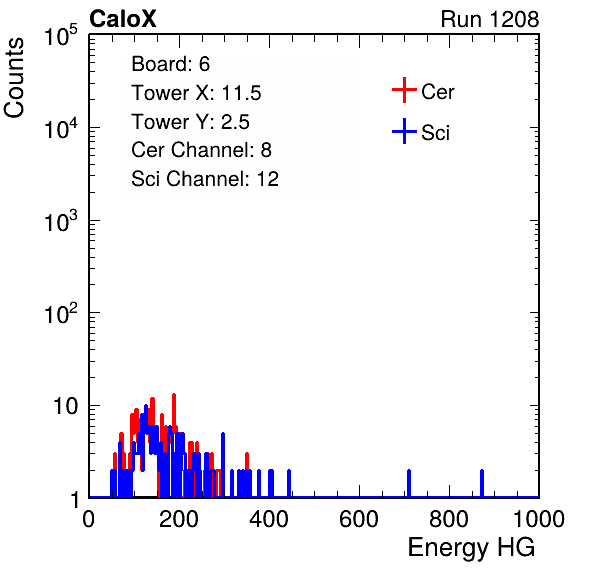 CaloX Run 1208
Counts
10^5
10^4
10^3
10^2
10
1
Board: 6
Tower X: 11.5
Tower Y: 2.5
Cer Channel: 8
Sci Channel: 12
Cer
Sci
0 200 400 600 800 1000
Energy HG